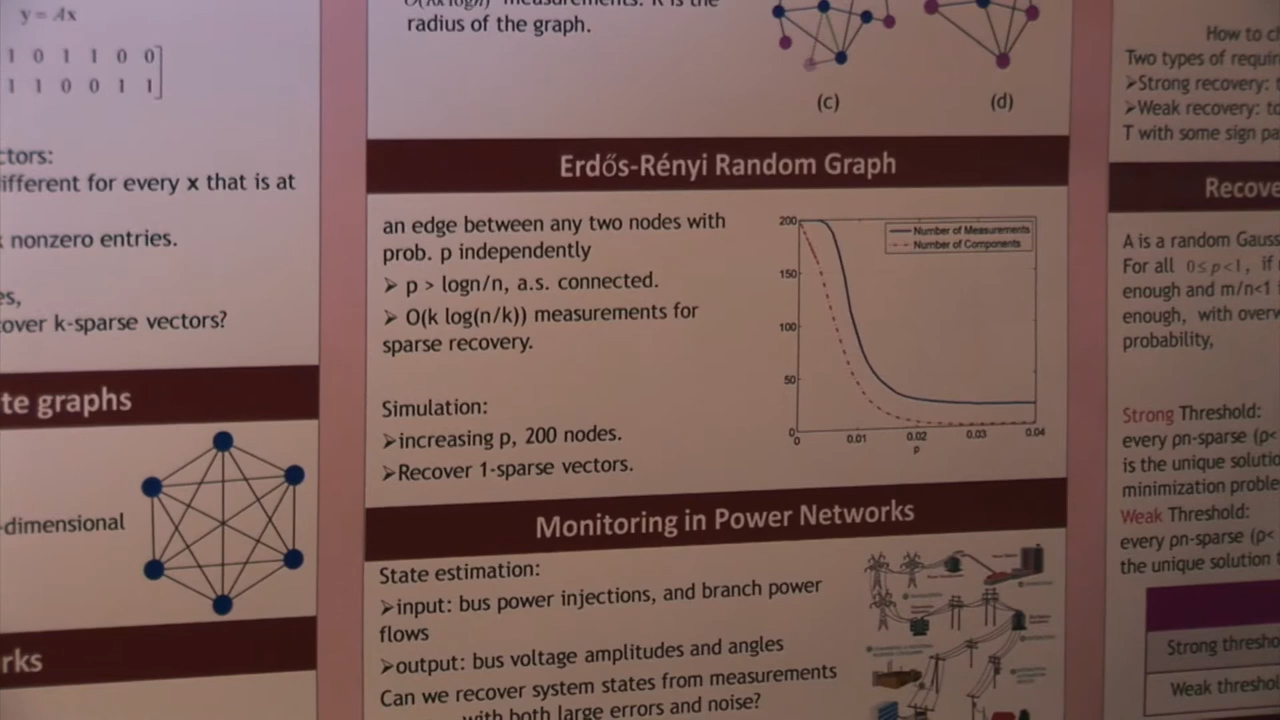 y = Ax
1 0 1 1 0 0
1 1 0 0 1 1
ctors:
ifferent for every x that is at
nonzero entries.
es,
over k-sparse vectors?
te graphs
-dimensional
rks
measurements. R is the
radius of the graph.
(c)
(d)
Erdős-Rényi Random Graph
an edge between any two nodes with
prob. p independently
➢ p > logn/n, a.s. connected.
➢ O(k log(n/k)) measurements for
sparse recovery.
Simulation:
➢increasing p, 200 nodes.
➢Recover 1-sparse vectors.
Number of Measurements
Number of Components
200
150
100
50
0
0 0.01 0.02 0.03 0.04
p
Monitoring in Power Networks
State estimation:
➢input: bus power injections, and branch power
flows
➢output: bus voltage amplitudes and angles
Can we recover system states from measurements
with both large errors and noise?
How to
Two types of requir
➢Strong recovery:
➢Weak recovery: to
T with some sign pa
Recove
A is a random Gauss
For all 0≤p<1, if
enough and m/n<1
enough, with overw
probability,
Strong Threshold:
every ρn-sparse (ρ<
is the unique solutio
minimization proble
Weak Threshold:
every ρn-sparse (ρ<
the unique solution
Strong thresho
Weak threshol